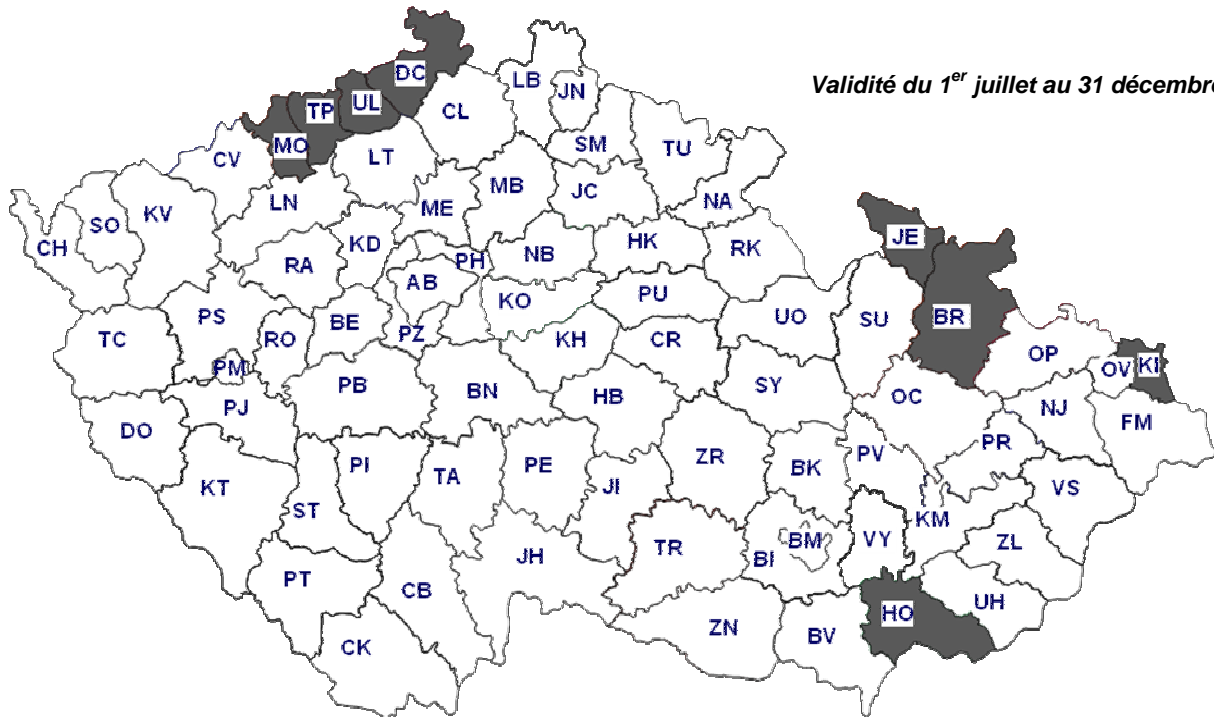 Validité du 1er juillet au 31 décembre
DC
LB
JN
TP
UL
CL
MO
SM
TU
CV
LT
JC
NA
MB
LN
ME
SO
KV
CH
KD
HK
RK
JE
NB
RA
PH
AB
PS
KO
PU
SU
BR
UO
TC
BE
RO
PZ
KH
CR
OP
PM
OV
KI
PB
BN
HB
SY
OC
PJ
NJ
FM
DO
PR
PI
TA
PE
ZR
BK
PV
KT
JI
VS
ST
KM
JH
TR
BM
VY
ZL
BI
PT
CB
HO
UH
ZN
BV
CK